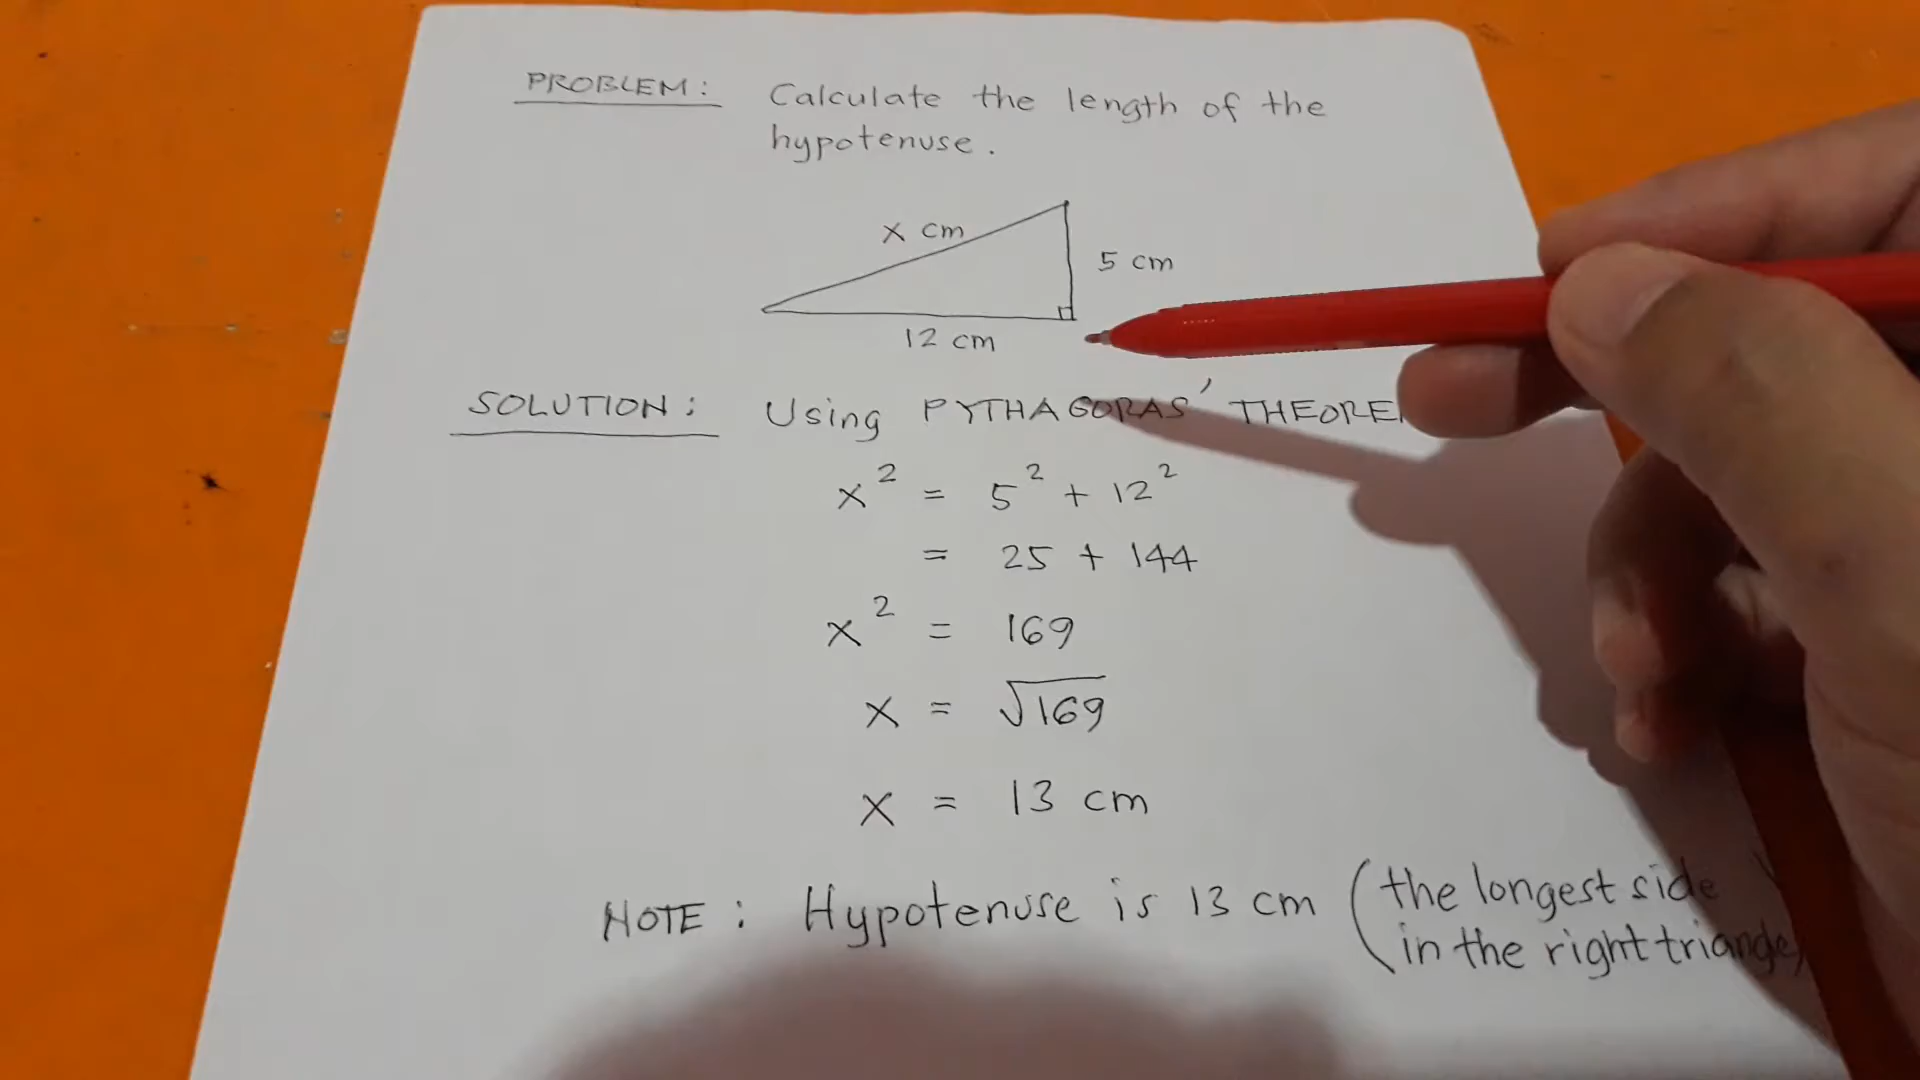 PROBLEM: Calculate the length of the
hypotenuse.
x cm
5 cm
12 cm
SOLUTION: Using PYTHAGORAS'
x² = 5² + 12²
= 25 + 144
x² = 169
x = √169
x = 13 cm
NOTE: Hypotenuse is 13 cm (the longest side
in the right triangle)